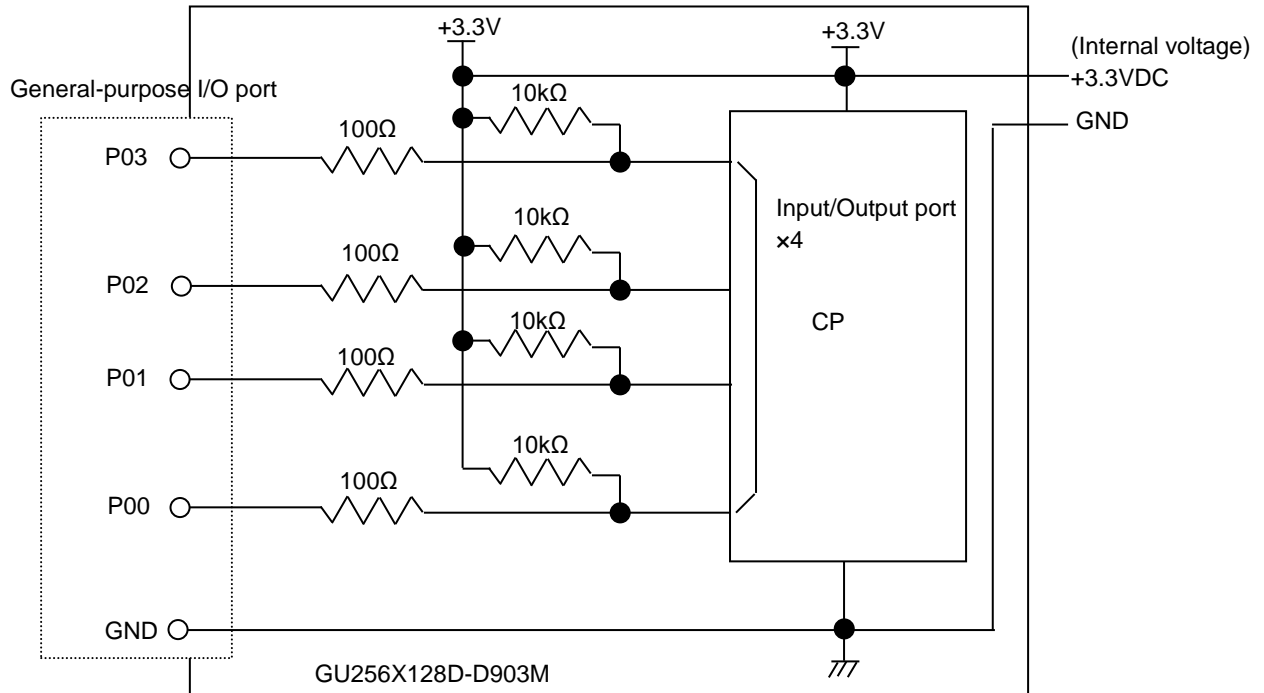 +3.3V
+3.3V
(Internal voltage)
+3.3VDC
General-purpose I/O port
10kΩ
GND
100Ω
P03
Input/Output port
×4
10kΩ
100Ω
P02
CP
10kΩ
100Ω
P01
10kΩ
100Ω
P00
GND
GU256X128D-D903M